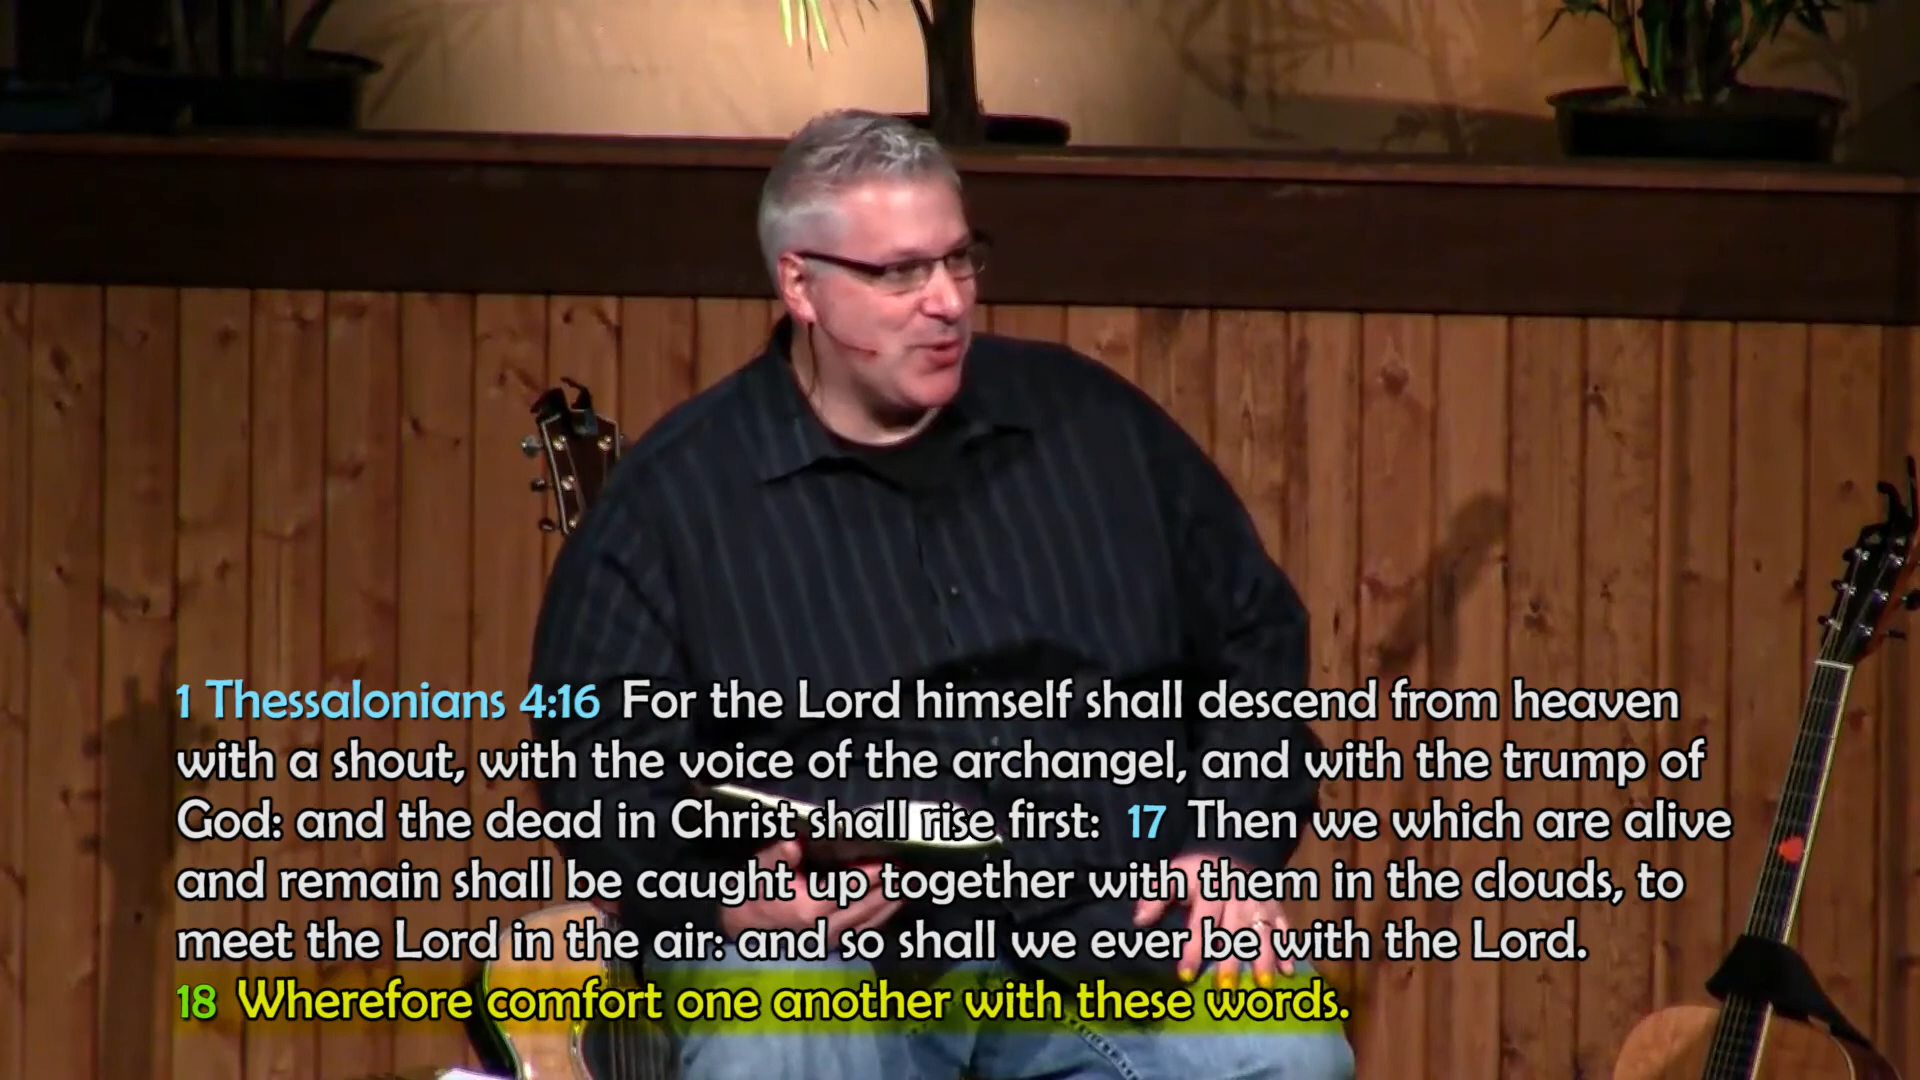 1 Thessalonians 4:16 For the Lord himself shall descend from heaven
with a shout, with the voice of the archangel, and with the trump of
God: and the dead in Christ shall rise first: 17 Then we which are alive
and remain shall be caught up together with them in the clouds, to
meet the Lord in the air: and so shall we ever be with the Lord.
18 Wherefore comfort one another with these words.